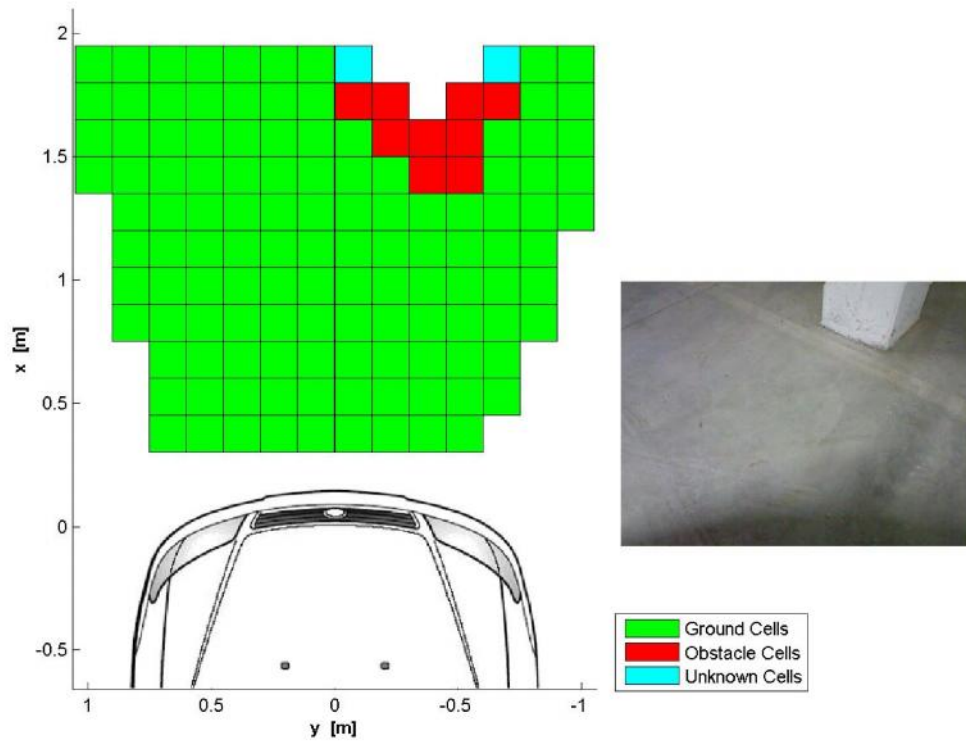 2
1.5
1
0.5
0
-0.5
x [m]
1
0.5
0
-0.5
-1
y [m]
Ground Cells
Obstacle Cells
Unknown Cells